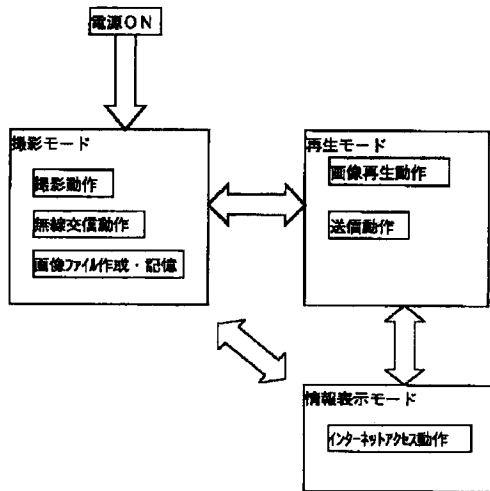 電源ON
撮影モード
撮影動作
無線交信動作
画像ファイル作成・記憶
再生モード
画像再生動作
送信動作
情報表示モード
インターネットアクセス動作